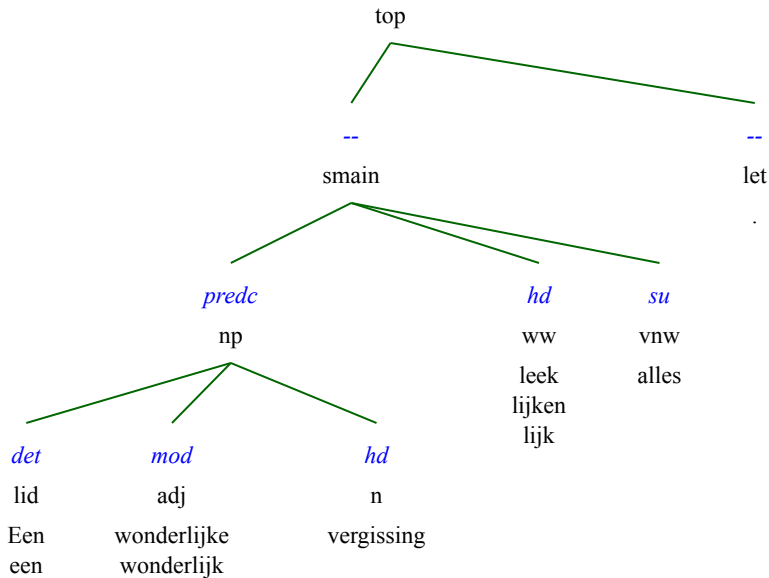 top
-- --
smain let
.
predc hd su
np ww vnw
leek alles
lijken
lijk
det mod hd
lid adj n
Een wonderlijke vergissing
een wonderlijk